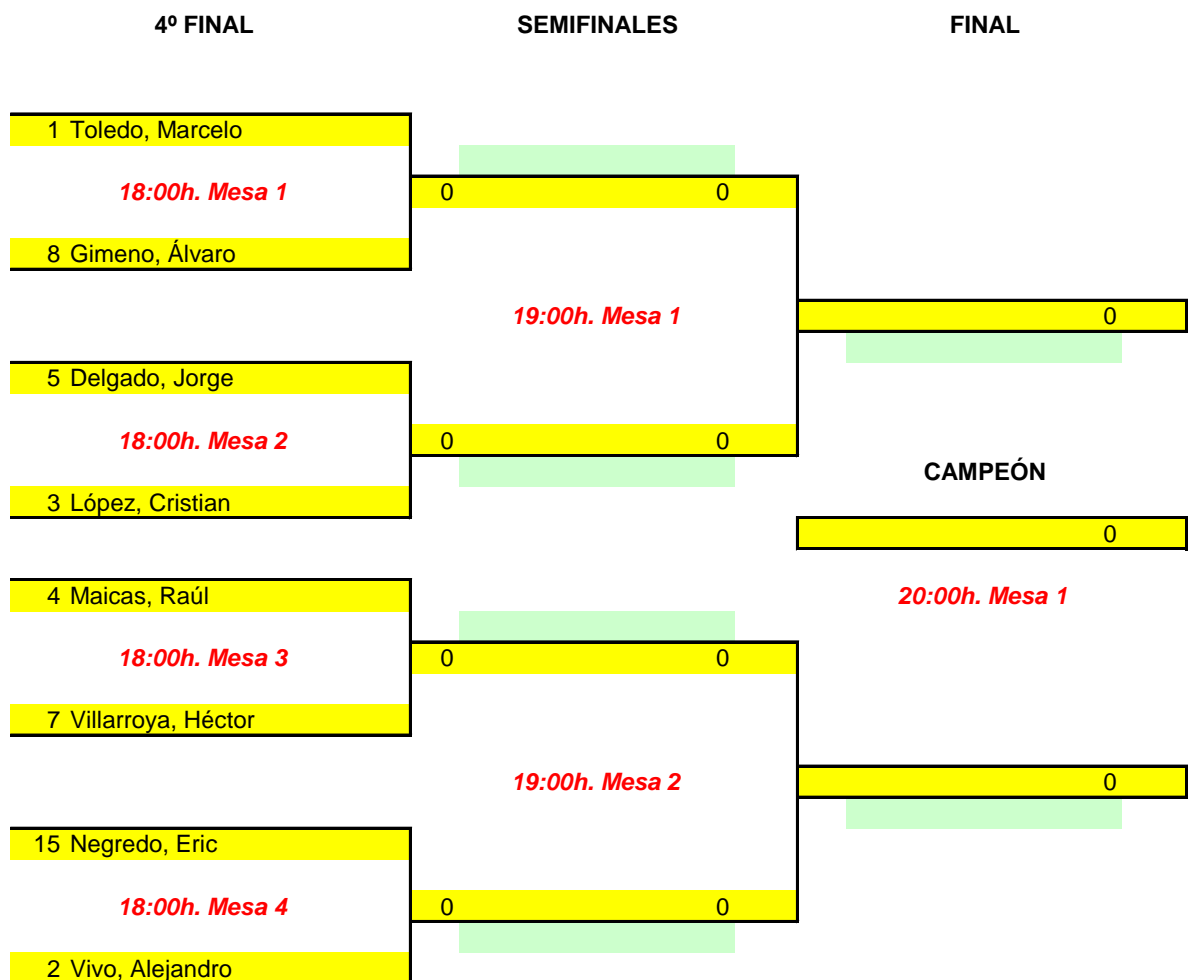 4º FINAL SEMIFINALES FINAL
1 Toledo, Marcelo
18:00h. Mesa 1 0 0
8 Gimeno, Álvaro
19:00h. Mesa 1 0
5 Delgado, Jorge
18:00h. Mesa 2 0 0
CAMPEÓN
3 López, Cristian
0
4 Maicas, Raúl 20:00h. Mesa 1
18:00h. Mesa 3 0 0
7 Villarroya, Héctor
19:00h. Mesa 2 0
15 Negredo, Eric
18:00h. Mesa 4 0 0
2 Vivo, Alejandro